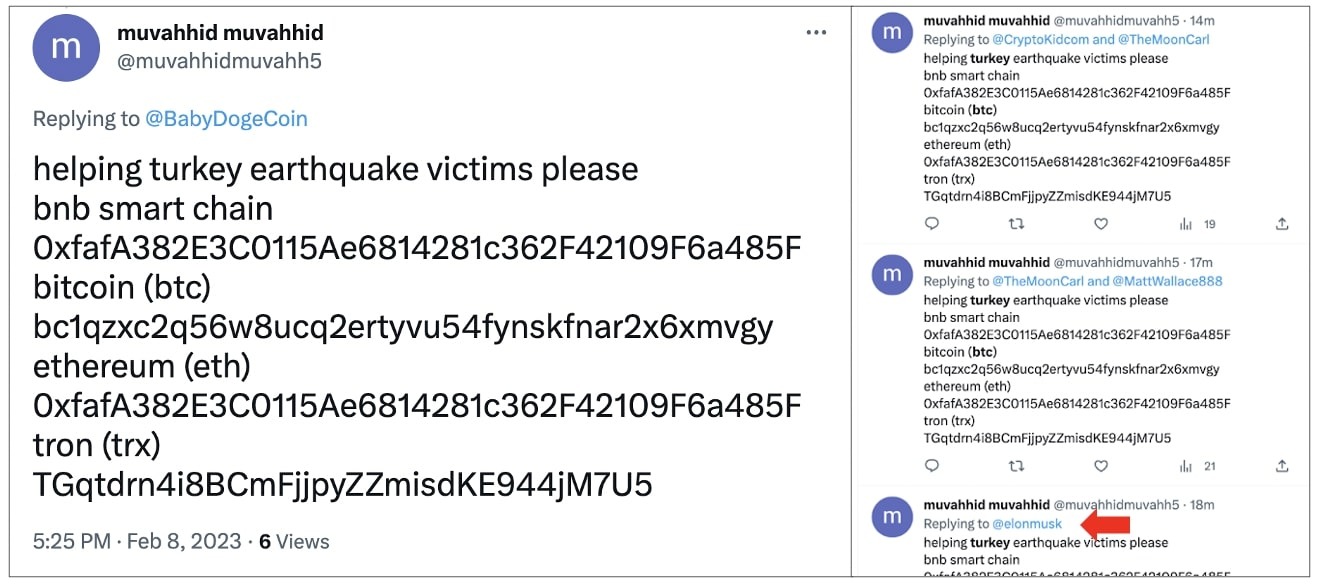 m
muvahhid muvahhid
@muvahhidmuvahh5
Replying to @BabyDogeCoin
helping turkey earthquake victims please
bnb smart chain
0xfafA382E3C0115Ae6814281c362F42109F6a485F
bitcoin (btc)
bc1qzxc2q56w8ucq2ertyvu54fynskfnar2x6xmvgy
ethereum (eth)
0xfafA382E3C0115Ae6814281c362F42109F6a485F
tron (trx)
TGqtdrn4i8BCmFjjpyZZmisdKE944jM7U5
5:25 PM · Feb 8, 2023 · 6 Views
m
muvahhid muvahhid @muvahhidmuvahh5 · 14m
Replying to @CryptoKidcom and @TheMoonCarl
helping turkey earthquake victims please
bnb smart chain
0xfafA382E3C0115Ae6814281c362F42109F6a485F
bitcoin (btc)
bc1qzxc2q56w8ucq2ertyvu54fynskfnar2x6xmvgy
ethereum (eth)
0xfafA382E3C0115Ae6814281c362F42109F6a485F
tron (trx)
TGqtdrn4i8BCmFjjpyZZmisdKE944jM7U5
19
m
muvahhid muvahhid @muvahhidmuvahh5 · 17m
Replying to @TheMoonCarl and @MattWallace888
helping turkey earthquake victims please
bnb smart chain
0xfafA382E3C0115Ae6814281c362F42109F6a485F
bitcoin (btc)
bc1qzxc2q56w8ucq2ertyvu54fynskfnar2x6xmvgy
ethereum (eth)
0xfafA382E3C0115Ae6814281c362F42109F6a485F
tron (trx)
TGqtdrn4i8BCmFjjpyZZmisdKE944jM7U5
21
m
muvahhid muvahhid @muvahhidmuvahh5 · 18m
Replying to @elonmusk
helping turkey earthquake victims please
bnb smart chain